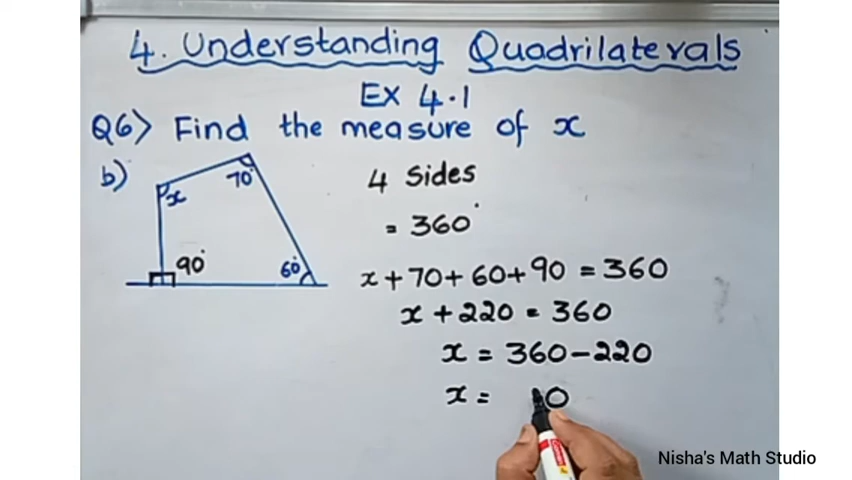 4. Understanding Quadrilaterals
Ex 4.1
Q6> Find the measure of x
b)
70°
x
90°
60°
4 Sides
= 360°
x + 70 + 60 + 90 = 360
x + 220 = 360
x = 360 - 220
x = 0
Nisha's Math Studio